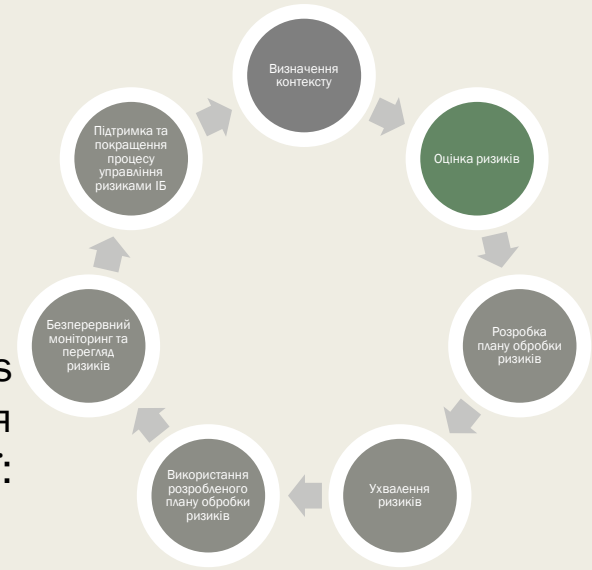 Визначення
контексту
Оцінка ризиків
Розробка
плану обробки
ризиків
Ухвалення
ризиків
Використання
розробленого
плану обробки
ризиків
Безперервний
моніторинг та
перегляд
ризиків
Підтримка та
покращення
процесу
управління
ризиками ІБ
s
я
: